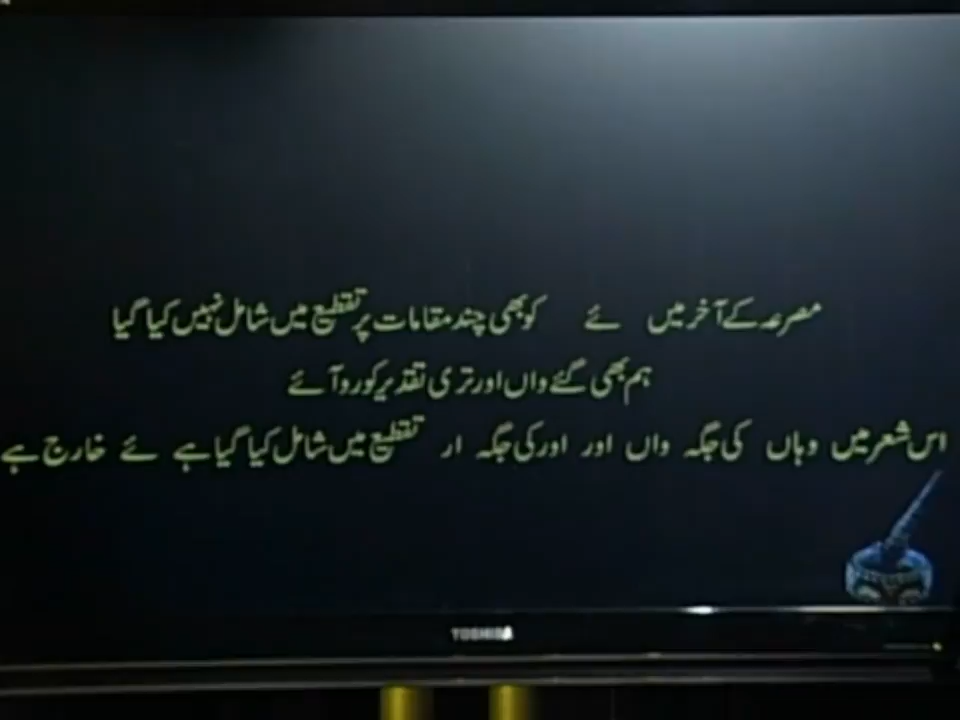 مصرعہ کے آخر میں ئے کو بھی چند مقامات پر تقطیع میں شامل نہیں کیا گیا
ہم بھی گئے واں اور تری تقدیر کو رو آئے
اس شعر میں وہاں کی جگہ واں اور اور کی جگہ ار تقطیع میں شامل کیا گیا ہے ئے خارج ہے
TOSHIBA